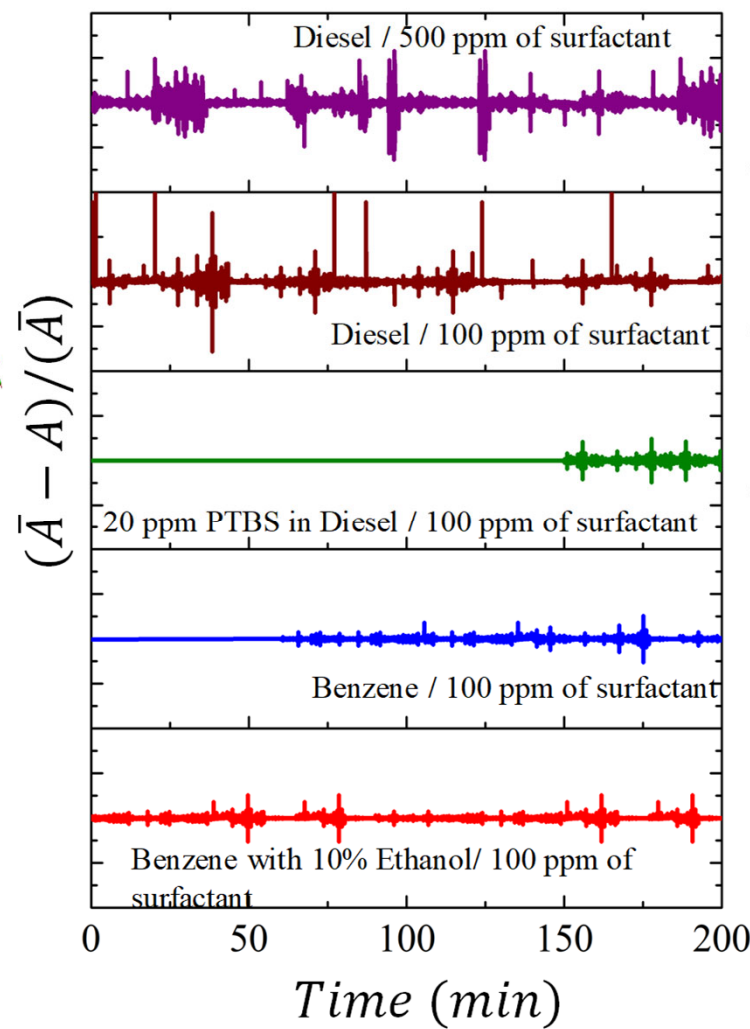 Diesel / 500 ppm of surfactant
Diesel / 100 ppm of surfactant
20 ppm PTBS in Diesel / 100 ppm of surfactant
Benzene / 100 ppm of surfactant
Benzene with 10% Ethanol/ 100 ppm of
surfactant
(Ā − A)/(Ā)
0 50 100 150 200
Time (min)